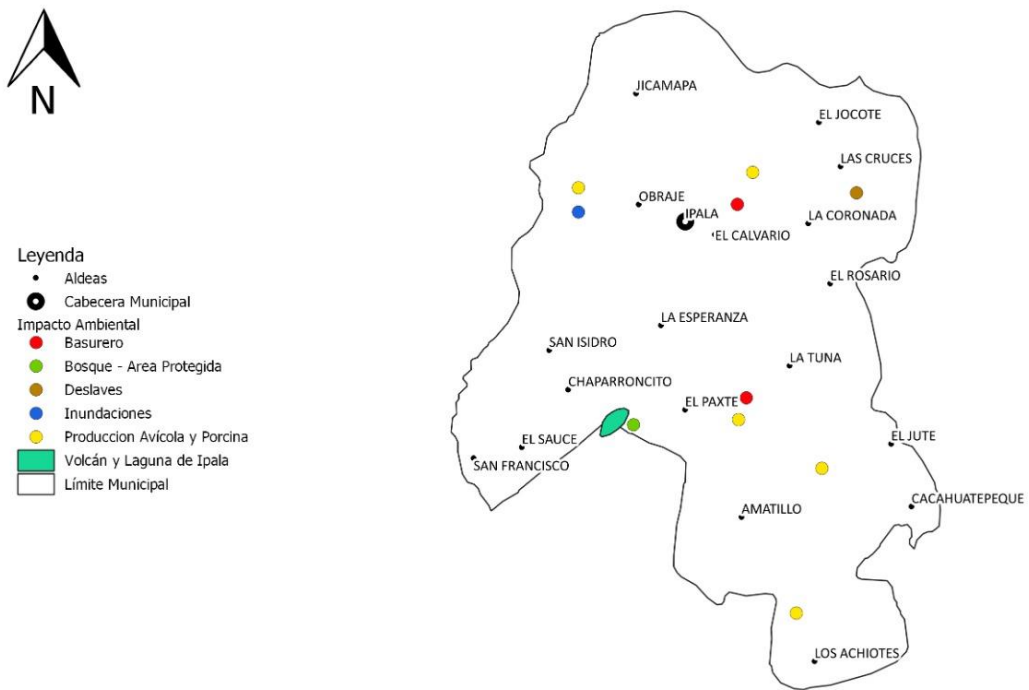 N
Leyenda
Aldeas
Cabecera Municipal
Impacto Ambiental
Basurero
Bosque - Area Protegida
Deslaves
Inundaciones
Produccion Avícola y Porcina
Volcán y Laguna de Ipala
Límite Municipal
JICAMAPA
EL JOCOTE
LAS CRUCES
OBRAJE
IPALA
LA CORONADA
EL CALVARIO
EL ROSARIO
LA ESPERANZA
SAN ISIDRO
LA TUNA
CHAPARRONCITO
EL PAXTE
EL SAUCE
EL JUTE
SAN FRANCISCO
CACAHUATEPEQUE
AMATILLO
LOS ACHIOTES